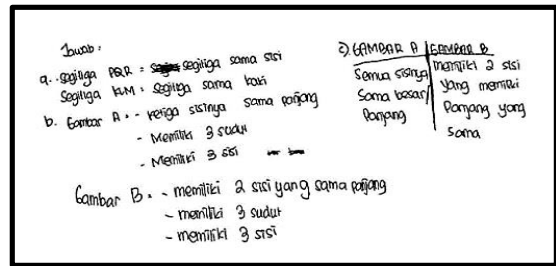 Jawab :
a. . segitiga PQR = segitiga sama sisi
Segitiga KLM = segitiga sama kaki
b. Gambar A . - ketiga sisinya sama panjang
- Memiliki 3 sudut
- Memiliki 3 sisi
Gambar B . - memiliki 2 sisi yang sama panjang
- memiliki 3 sudut
- memiliki 3 sisi
c) GAMBAR A | GAMBAR B
Semua sisinya | memiliki 2 sisi
Sama besar/ | yang memiliki
Panjang | Panjang yang
Sama